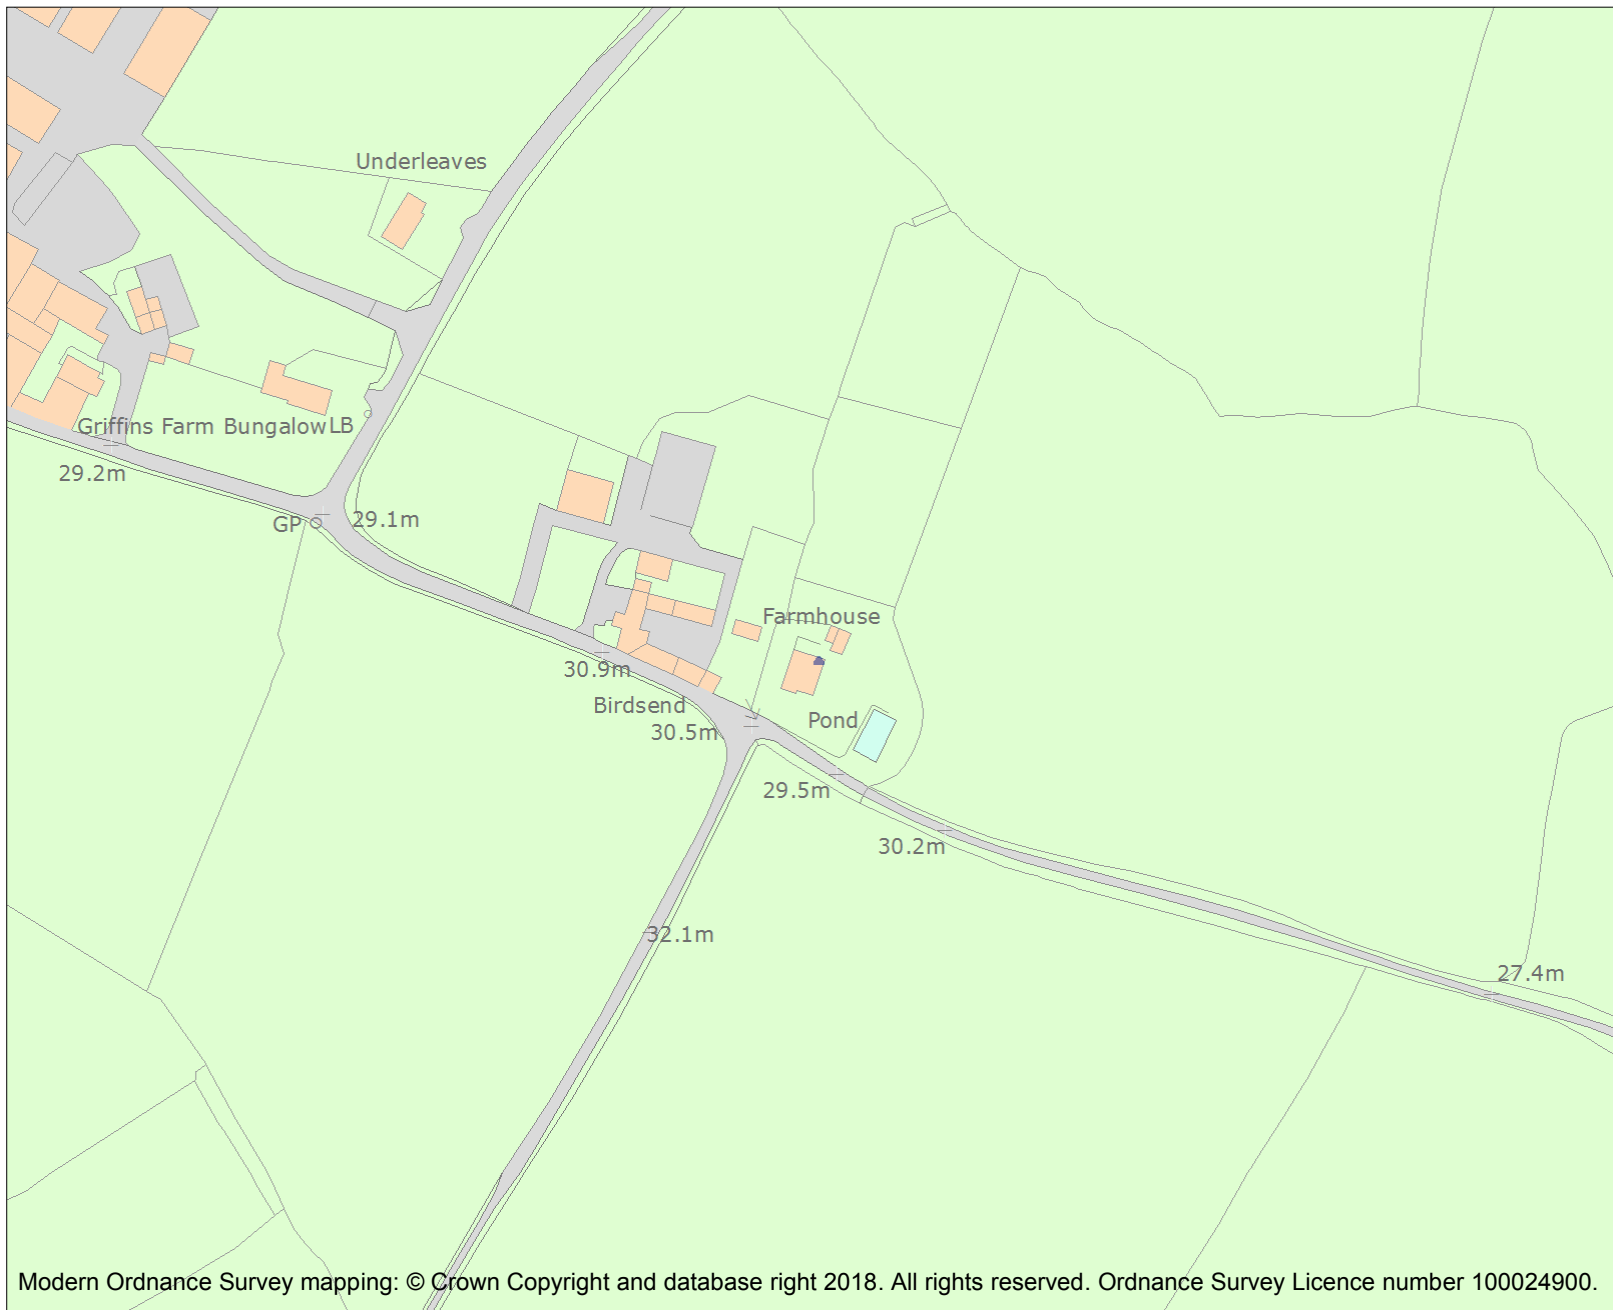 Underleaves
Griffins Farm Bungalow LB
29.2m
GP 29.1m
Farmhouse
30.9m
Birdsend
Pond
30.5m
29.5m
30.2m
32.1m
27.4m
Modern Ordnance Survey mapping: © Crown Copyright and database right 2018. All rights reserved. Ordnance Survey Licence number 100024900.